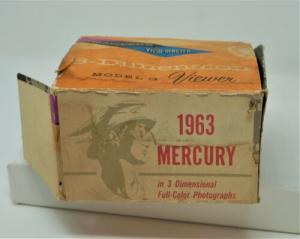 VIEW-MASTER
3-Dimension
MODEL G Viewer
1963
MERCURY
in 3 Dimensional
Full-Color Photographs